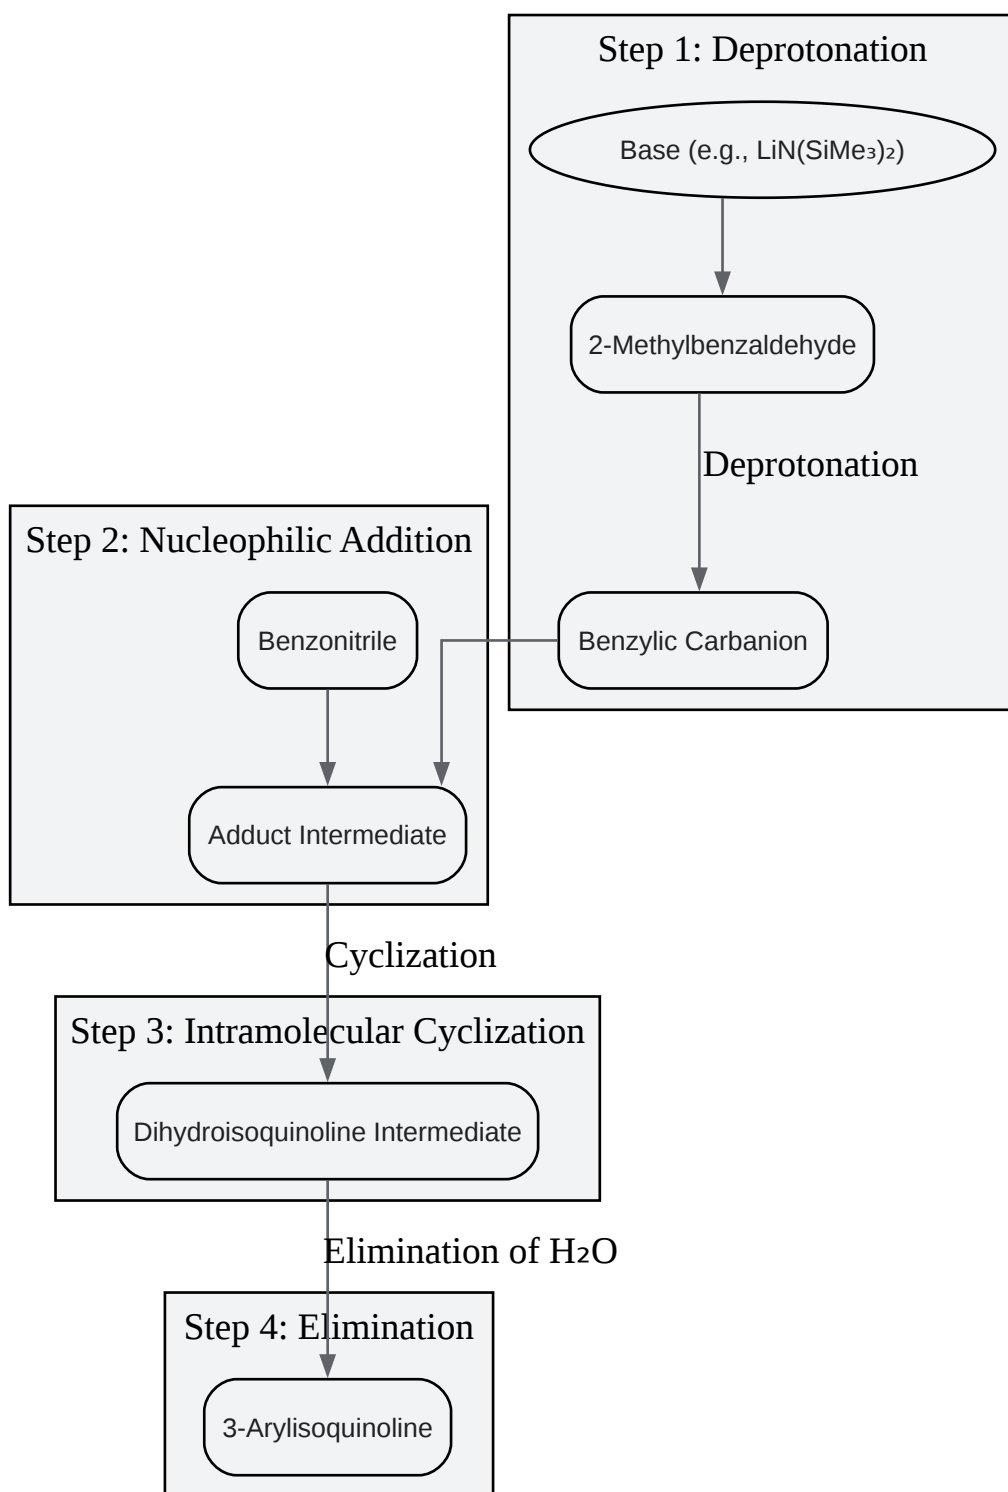 Step 1: Deprotonation
Base (e.g., LiN(SiMe₃)₂)
2-Methylbenzaldehyde
Deprotonation
Step 2: Nucleophilic Addition
Benzonitrile
Benzylic Carbanion
Adduct Intermediate
Cyclization
Step 3: Intramolecular Cyclization
Dihydroisoquinoline Intermediate
Elimination of H₂O
Step 4: Elimination
3-Arylisoquinoline